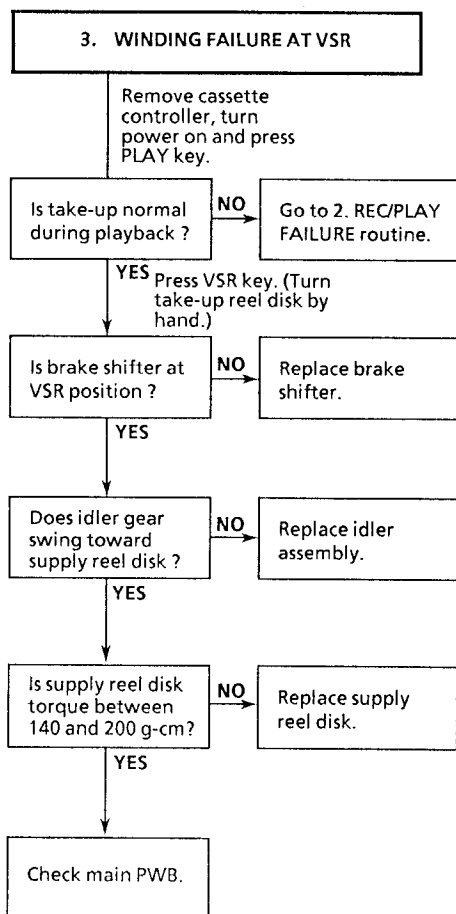 3. WINDING FAILURE AT VSR
Remove cassette
controller, turn
power on and press
PLAY key.
Is take-up normal
during playback ?
NO
Go to 2. REC/PLAY
FAILURE routine.
YES
Press VSR key. (Turn
take-up reel disk by
hand.)
Is brake shifter at
VSR position ?
NO
Replace brake
shifter.
YES
Does idler gear
swing toward
supply reel disk ?
NO
Replace idler
assembly.
YES
Is supply reel disk
torque between
140 and 200 g-cm?
NO
Replace supply
reel disk.
YES
Check main PWB.